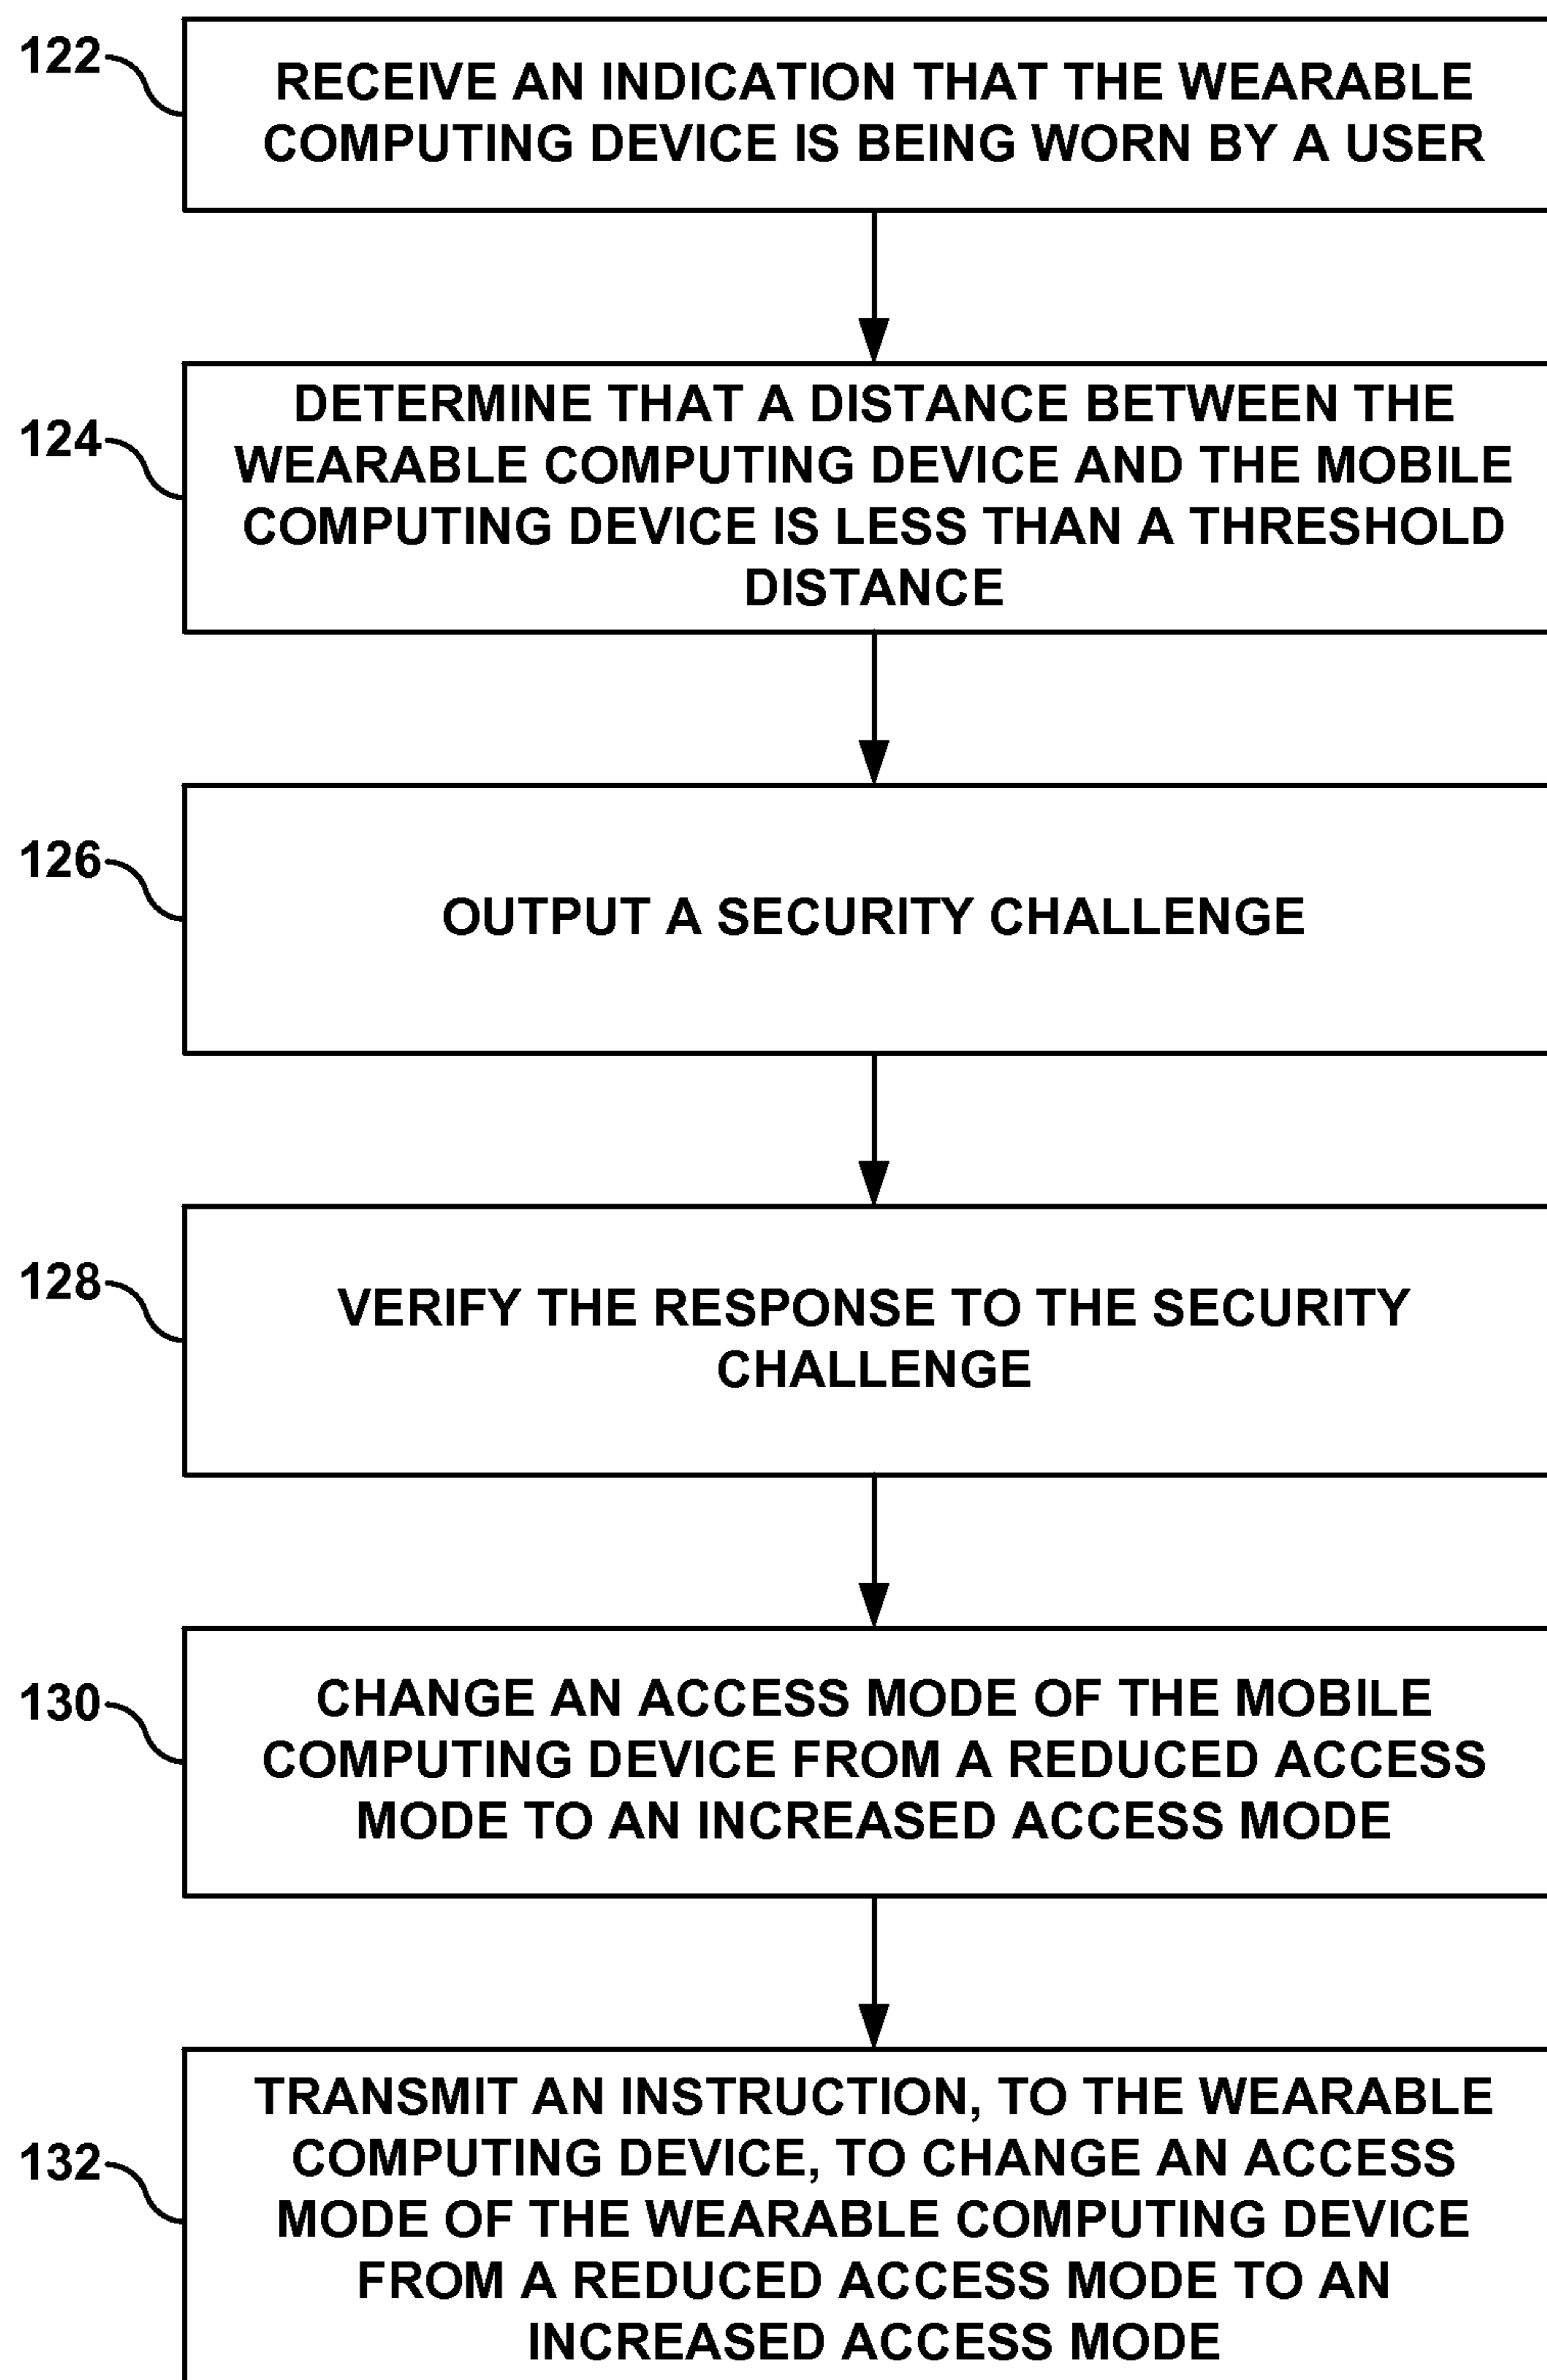 122
RECEIVE AN INDICATION THAT THE WEARABLE
COMPUTING DEVICE IS BEING WORN BY A USER
124
DETERMINE THAT A DISTANCE BETWEEN THE
WEARABLE COMPUTING DEVICE AND THE MOBILE
COMPUTING DEVICE IS LESS THAN A THRESHOLD
DISTANCE
126
OUTPUT A SECURITY CHALLENGE
128
VERIFY THE RESPONSE TO THE SECURITY
CHALLENGE
130
CHANGE AN ACCESS MODE OF THE MOBILE
COMPUTING DEVICE FROM A REDUCED ACCESS
MODE TO AN INCREASED ACCESS MODE
132
TRANSMIT AN INSTRUCTION, TO THE WEARABLE
COMPUTING DEVICE, TO CHANGE AN ACCESS
MODE OF THE WEARABLE COMPUTING DEVICE
FROM A REDUCED ACCESS MODE TO AN
INCREASED ACCESS MODE